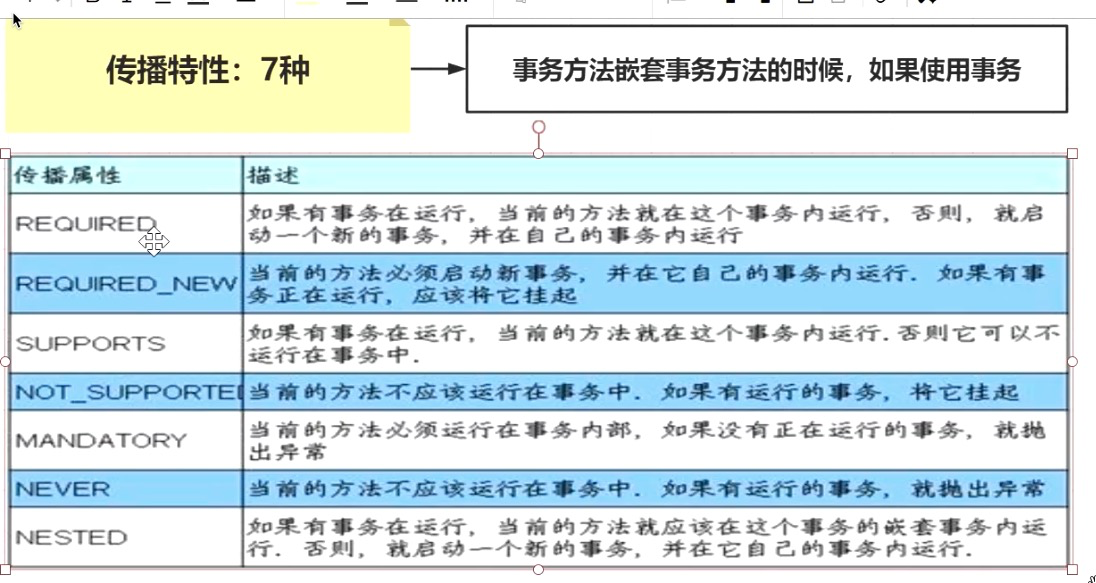 传播特性：7种
事务方法嵌套事务方法的时候，如果使用事务
传播属性
描述
REQUIRED
如果有事务在运行，当前的方法就在这个事务内运行，否则，就启
动一个新的事务，并在自己的事务内运行
REQUIRED_NEW
当前的方法必须启动新事务，并在它自己的事务内运行. 如果有事
务正在运行，应该将它挂起
SUPPORTS
如果有事务在运行，当前的方法就在这个事务内运行.否则它可以不
运行在事务中.
NOT_SUPPORTED
当前的方法不应该运行在事务中. 如果有运行的事务，将它挂起
MANDATORY
当前的方法必须运行在事务内部，如果没有正在运行的事务，就抛
出异常
NEVER
当前的方法不应该运行在事务中. 如果有运行的事务，就抛出异常
NESTED
如果有事务在运行，当前的方法就应该在这个事务的嵌套事务内运
行. 否则，就启动一个新的事务，并在它自己的事务内运行.